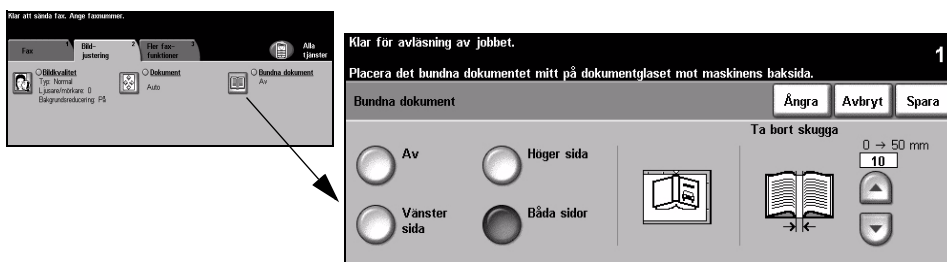 Klar att sända fax. Ange faxnummer.
Fax
1
Bild-
justering
2
Fler fax-
funktioner
3
Alla
tjänster
Bildkvalitet
Typ: Normal
Ljusare/mörkare: 0
Bakgrundsreducering: På
Dokument
Auto
Bundna dokument
Av
Klar för avläsning av jobbet.
1
Placera det bundna dokumentet mitt på dokumentglaset mot maskinens baksida.
Bundna dokument
Ångra
Avbryt
Spara
Av
Höger sida
Vänster
sida
Båda sidor
Ta bort skugga
0 → 50 mm
10